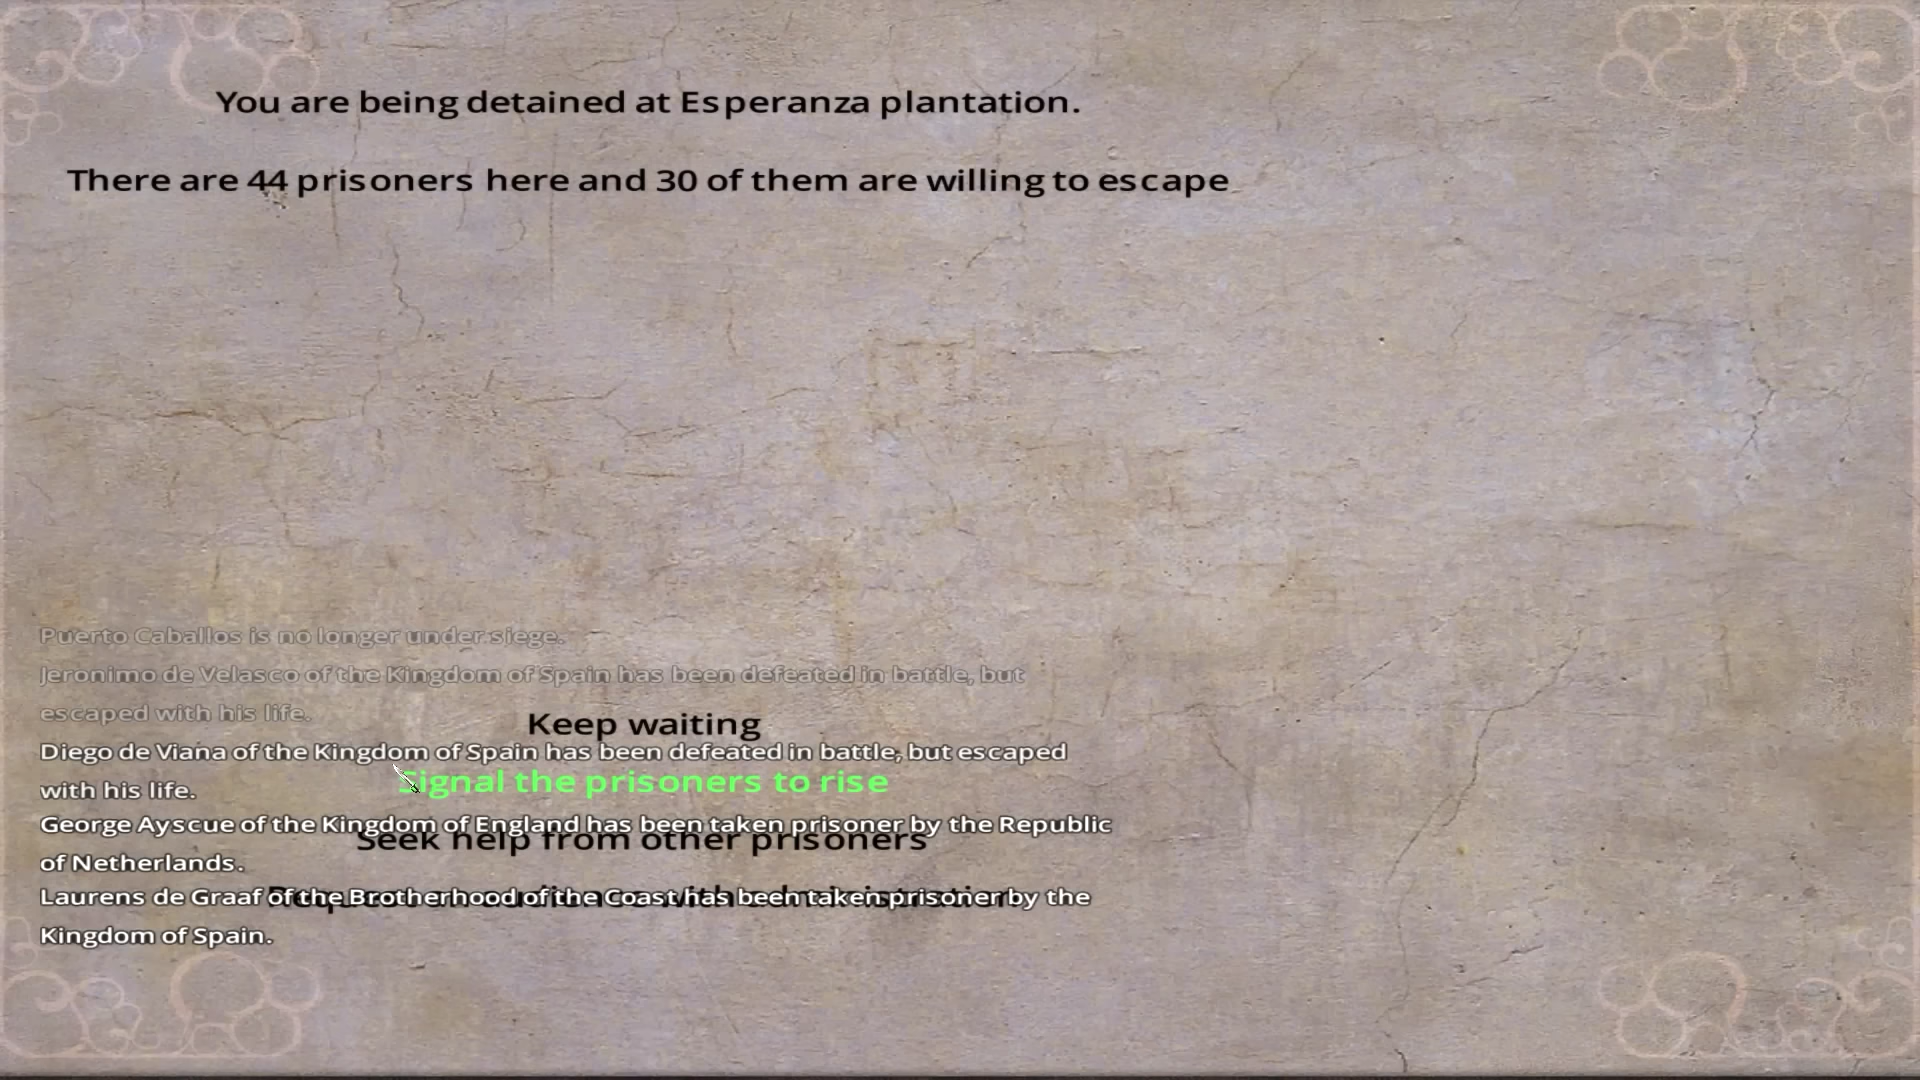 You are being detained at Esperanza plantation.
There are 44 prisoners here and 30 of them are willing to escape
Puerto Caballos is no longer under siege.
Jeronimo de Velasco of the Kingdom of Spain has been defeated in battle, but
escaped with his life.
Keep waiting
Diego de Viana of the Kingdom of Spain has been defeated in battle, but escaped
Signal the prisoners to rise
with his life.
George Ayscue of the Kingdom of England has been taken prisoner by the Republic
Seek help from other prisoners
of Netherlands.
Laurens de Graaf of the Brotherhood of the Coast has been taken prisoner by the
with administration
Kingdom of Spain.